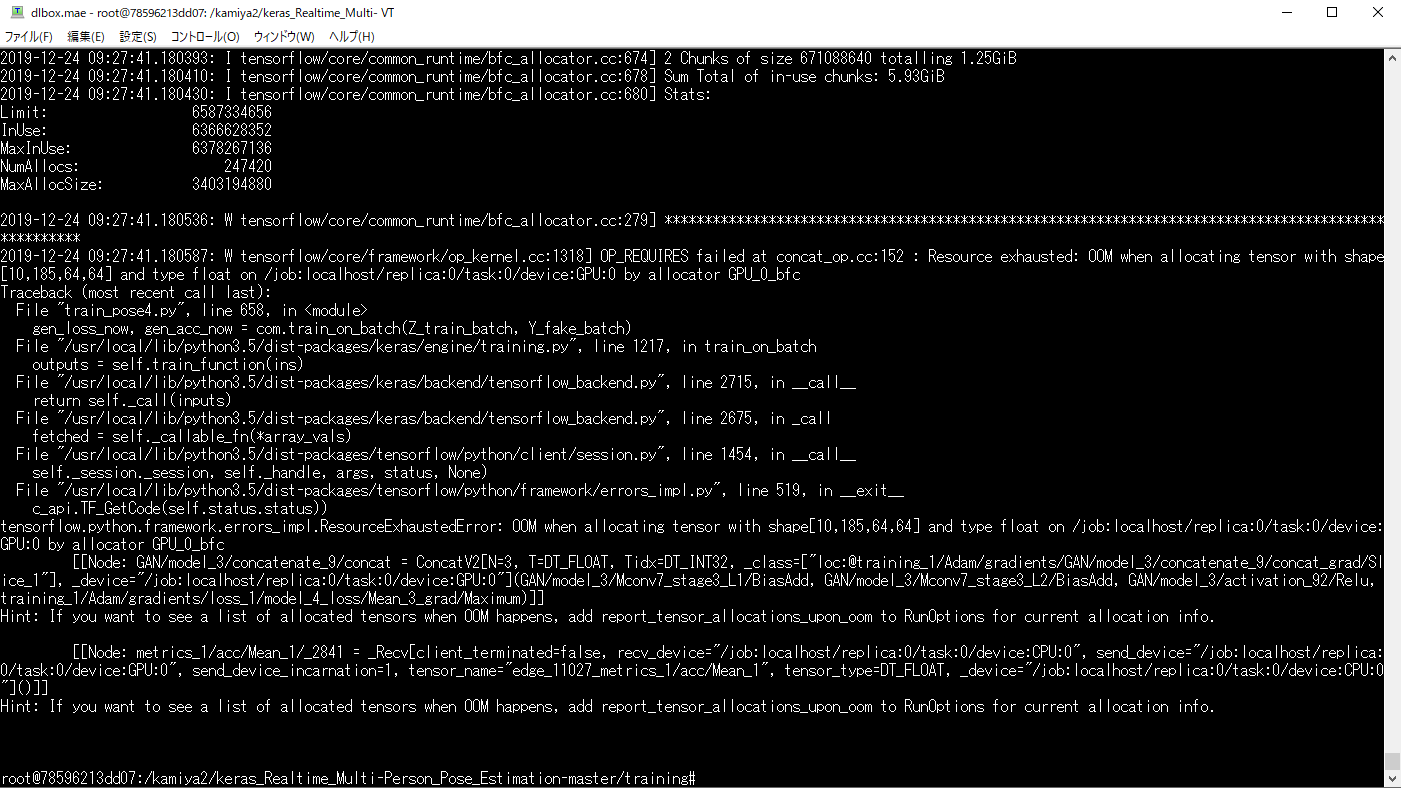 dlbox.mae - root@78596213dd07: /kamiya2/keras_Realtime_Multi- VT
ファイル(F) 編集(E) 設定(S) コントロール(O) ウィンドウ(W) ヘルプ(H)
2019-12-24 09:27:41.180393: I tensorflow/core/common_runtime/bfc_allocator.cc:674] 2 Chunks of size 671088640 totalling 1.25GiB
2019-12-24 09:27:41.180410: I tensorflow/core/common_runtime/bfc_allocator.cc:678] Sum Total of in-use chunks: 5.93GiB
2019-12-24 09:27:41.180430: I tensorflow/core/common_runtime/bfc_allocator.cc:680] Stats:
Limit: 6587334656
InUse: 6366628352
MaxInUse: 6378267136
NumAllocs: 247420
MaxAllocSize: 3403194880
2019-12-24 09:27:41.180536: W tensorflow/core/common_runtime/bfc_allocator.cc:279] ******************************************************************************************
**********
2019-12-24 09:27:41.180587: W tensorflow/core/framework/op_kernel.cc:1318] OP_REQUIRES failed at concat_op.cc:152 : Resource exhausted: OOM when allocating tensor with shape
[10,185,64,64] and type float on /job:localhost/replica:0/task:0/device:GPU:0 by allocator GPU_0_bfc
Traceback (most recent call last):
File "train_pose4.py", line 658, in <module>
gen_loss_now, gen_acc_now = com.train_on_batch(Z_train_batch, Y_fake_batch)
File "/usr/local/lib/python3.5/dist-packages/keras/engine/training.py", line 1217, in train_on_batch
outputs = self.train_function(ins)
File "/usr/local/lib/python3.5/dist-packages/keras/backend/tensorflow_backend.py", line 2715, in __call__
return self._call(inputs)
File "/usr/local/lib/python3.5/dist-packages/keras/backend/tensorflow_backend.py", line 2675, in _call
fetched = self._callable_fn(*array_vals)
File "/usr/local/lib/python3.5/dist-packages/tensorflow/python/client/session.py", line 1454, in __call__
self._session._session, self._handle, args, status, None)
File "/usr/local/lib/python3.5/dist-packages/tensorflow/python/framework/errors_impl.py", line 519, in __exit__
c_api.TF_GetCode(self.status.status))
tensorflow.python.framework.errors_impl.ResourceExhaustedError: OOM when allocating tensor with shape[10,185,64,64] and type float on /job:localhost/replica:0/task:0/device:
GPU:0 by allocator GPU_0_bfc
[[Node: GAN/model_3/concatenate_9/concat = ConcatV2[N=3, T=DT_FLOAT, Tidx=DT_INT32, _class=["loc:@training_1/Adam/gradients/GAN/model_3/concatenate_9/concat_grad/Sl
ice_1"], _device="/job:localhost/replica:0/task:0/device:GPU:0"](GAN/model_3/Mconv7_stage3_L1/BiasAdd, GAN/model_3/Mconv7_stage3_L2/BiasAdd, GAN/model_3/activation_92/Relu,
training_1/Adam/gradients/loss_1/model_4_loss/Mean_3_grad/Maximum)]]
Hint: If you want to see a list of allocated tensors when OOM happens, add report_tensor_allocations_upon_oom to RunOptions for current allocation info.
[[Node: metrics_1/acc/Mean_1/_2841 = _Recv[client_terminated=false, recv_device="/job:localhost/replica:0/task:0/device:CPU:0", send_device="/job:localhost/replica:
0/task:0/device:GPU:0", send_device_incarnation=1, tensor_name="edge_11027_metrics_1/acc/Mean_1", tensor_type=DT_FLOAT, _device="/job:localhost/replica:0/task:0/device:CPU:0
"]()]]
Hint: If you want to see a list of allocated tensors when OOM happens, add report_tensor_allocations_upon_oom to RunOptions for current allocation info.
root@78596213dd07:/kamiya2/keras_Realtime_Multi-Person_Pose_Estimation-master/training#